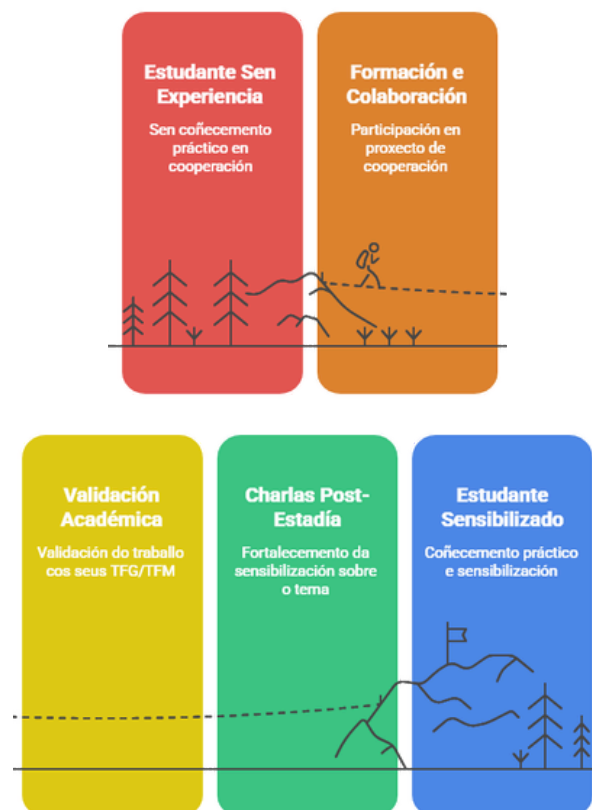 Estudante Sen
Experiencia
Sen coñecemento
práctico en
cooperación
Formación e
Colaboración
Participación en
proxecto de
cooperación
Validación
Académica
Validación do traballo
cos seus TFG/TFM
Charlas Post-
Estadía
Fortalecemento da
sensibilización sobre
o tema
Estudante
Sensibilizado
Coñecemento práctico
e sensibilización